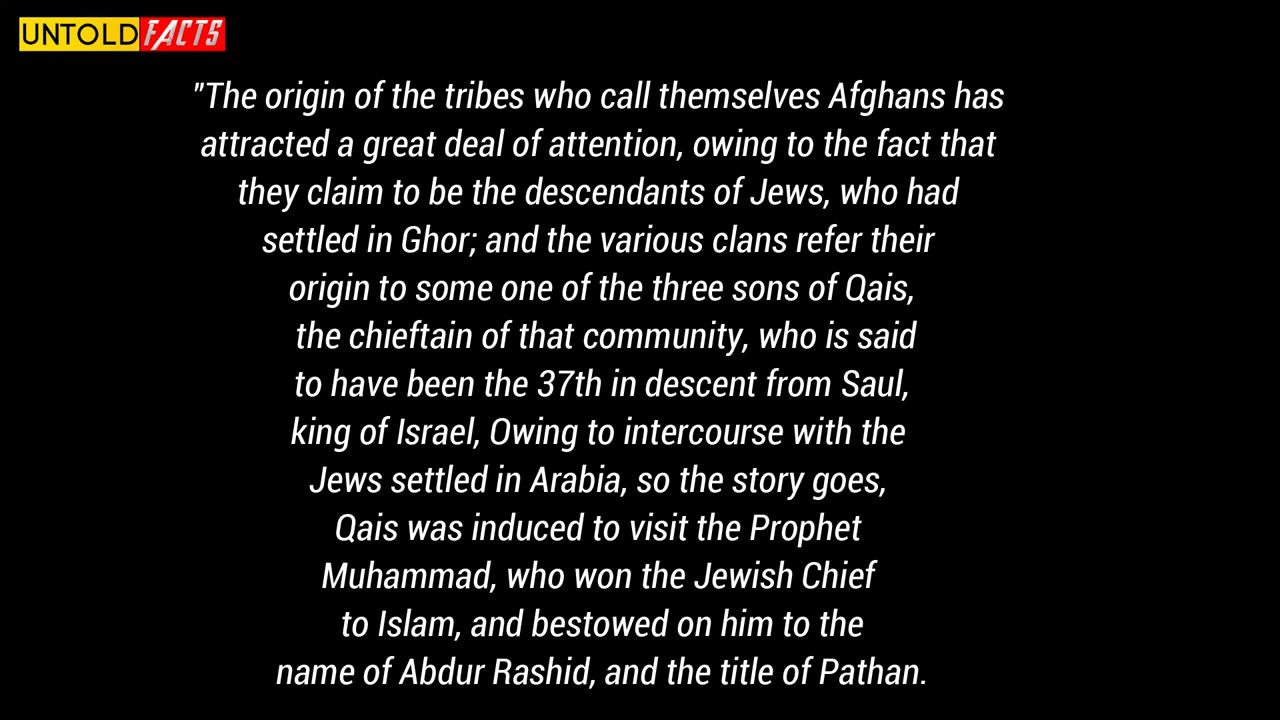 UNTOLD FACTS
"The origin of the tribes who call themselves Afghans has
attracted a great deal of attention, owing to the fact that
they claim to be the descendants of Jews, who had
settled in Ghor; and the various clans refer their
origin to some one of the three sons of Qais,
the chieftain of that community, who is said
to have been the 37th in descent from Saul,
king of Israel, Owing to intercourse with the
Jews settled in Arabia, so the story goes,
Qais was induced to visit the Prophet
Muhammad, who won the Jewish Chief
to Islam, and bestowed on him to the
name of Abdur Rashid, and the title of Pathan.